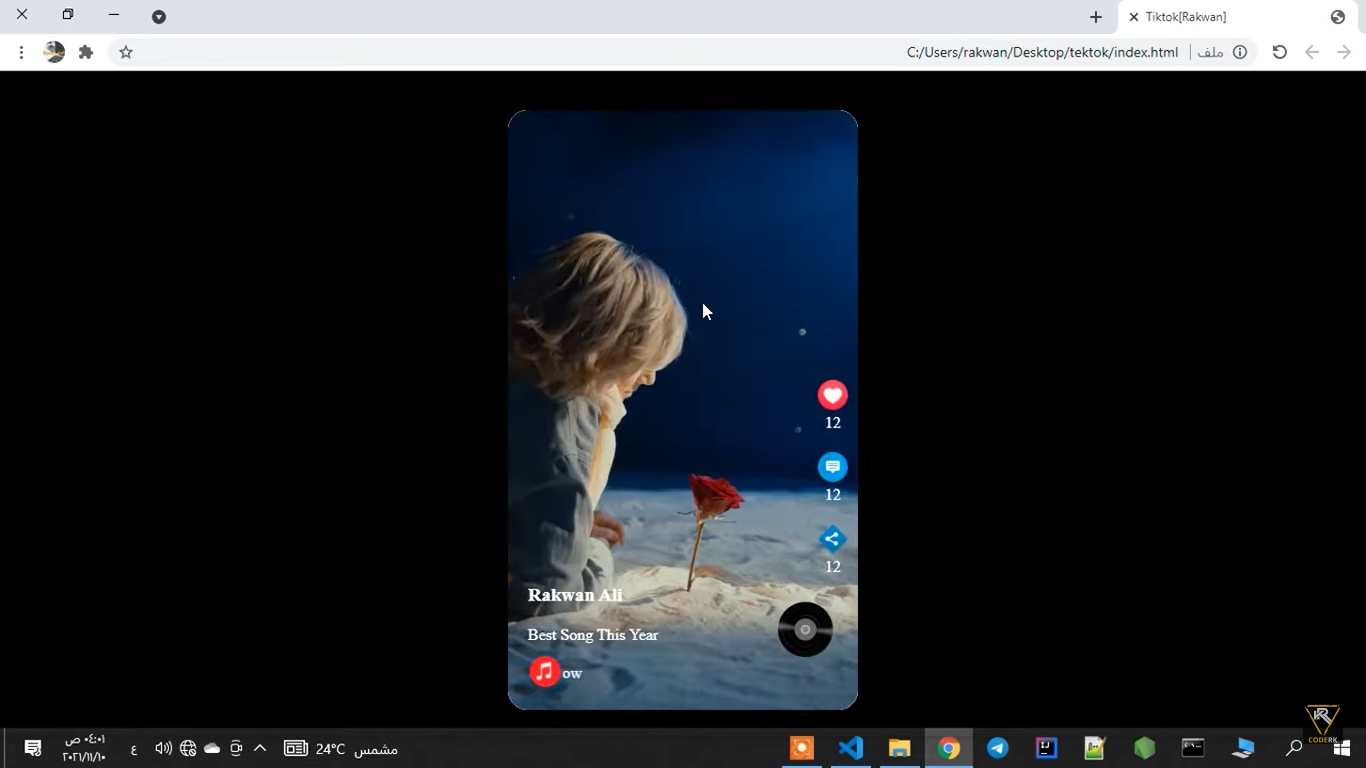 Tiktok[Rakwan]
C:/Users/rakwan/Desktop/tektok/index.html
ملف
12
12
12
Rakwan Ali
Best Song This Year
ow
٠٤:٠١ ص
٢٠٢١/١١/١٠
ع
24°C
مشمس
CODERK